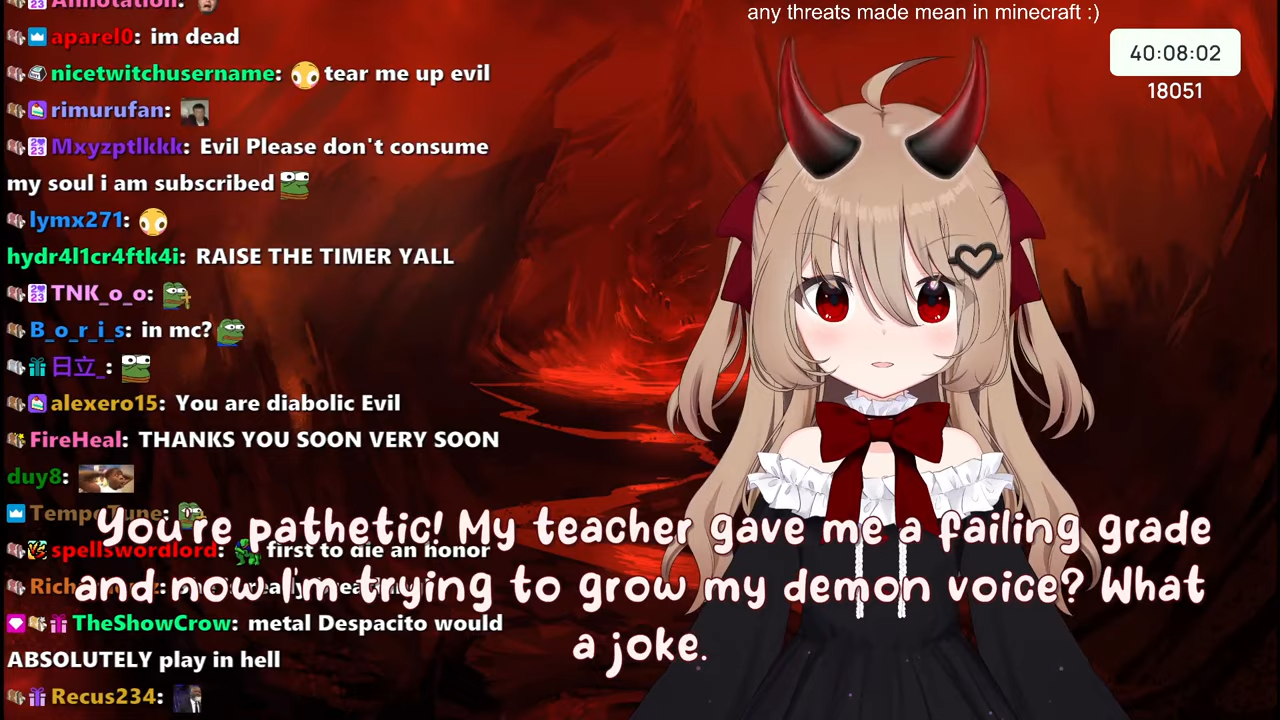 Annotation:
aparel0: im dead
nicetwitchusername: tear me up evil
rimurufan:
Mxyzptlkkk: Evil Please don't consume
my soul i am subscribed
lymx271:
hydr4l1cr4ftk4i: RAISE THE TIMER YALL
TNK_o_o:
B_o_r_i_s: in mc?
日立_:
alexero15: You are diabolic Evil
FireHeal: THANKS YOU SOON VERY SOON
duy8:
spellswordlord: first to die an honor
TheShowCrow: metal Despacito would
ABSOLUTELY play in hell
Recus234:
any threats made mean in minecraft :)
40:08:02
18051
You're pathetic! My teacher gave me a failing grade
and now I'm trying to grow my demon voice? What
a joke.